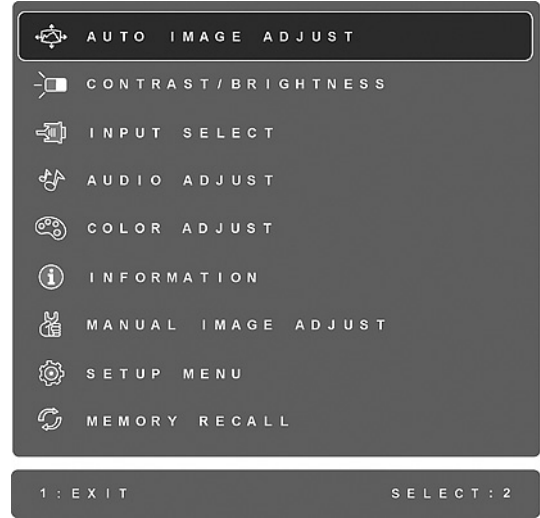 AUTO IMAGE ADJUST
CONTRAST/BRIGHTNESS
INPUT SELECT
AUDIO ADJUST
COLOR ADJUST
INFORMATION
MANUAL IMAGE ADJUST
SETUP MENU
MEMORY RECALL
1:EXIT SELECT:2